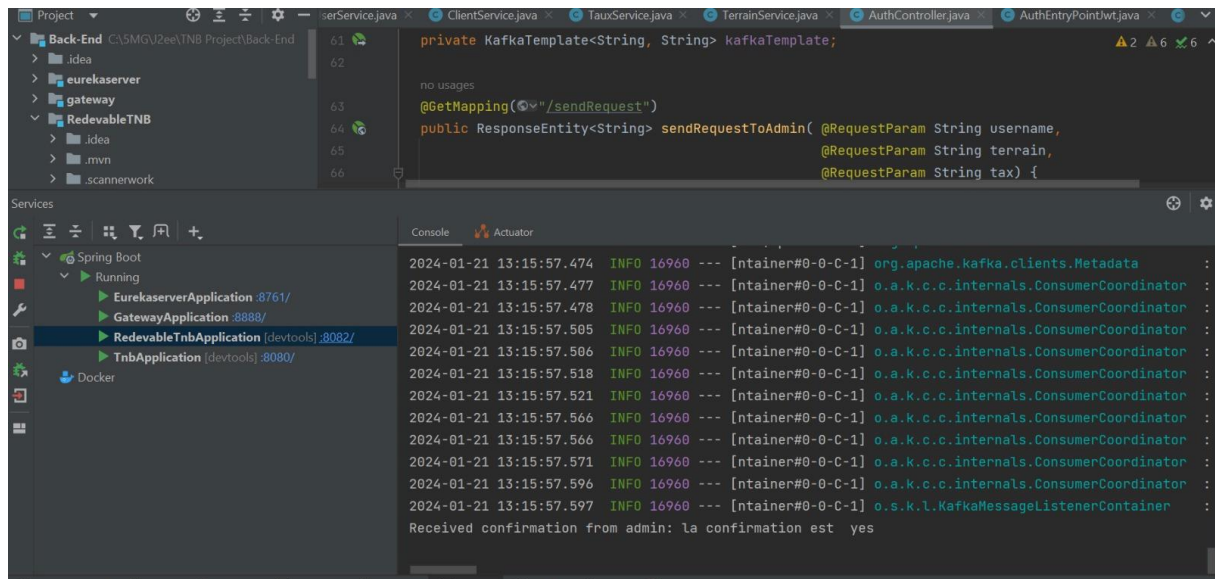 Project
serService.java
ClientService.java
TauxService.java
TerrainService.java
AuthController.java
AuthEntryPointJwt.java
Back-End C:\5MG\J2ee\TNB Project\Back-End
.idea
eurekaserver
gateway
RedevableTNB
.idea
.mvn
.scannerwork
2 6 6
61 private KafkaTemplate<String, String> kafkaTemplate;
62
no usages
63 @GetMapping("/sendRequest")
64 public ResponseEntity<String> sendRequestToAdmin( @RequestParam String username,
65 @RequestParam String terrain,
66 @RequestParam String tax) {
Services
Console Actuator
Spring Boot
Running
EurekaserverApplication :8761/
GatewayApplication :8888/
RedevableTnbApplication [devtools] :8082/
TnbApplication [devtools] :8080/
Docker
2024-01-21 13:15:57.474 INFO 16960 --- [ntainer#0-0-C-1] org.apache.kafka.clients.Metadata :
2024-01-21 13:15:57.477 INFO 16960 --- [ntainer#0-0-C-1] o.a.k.c.c.internals.ConsumerCoordinator :
2024-01-21 13:15:57.478 INFO 16960 --- [ntainer#0-0-C-1] o.a.k.c.c.internals.ConsumerCoordinator :
2024-01-21 13:15:57.505 INFO 16960 --- [ntainer#0-0-C-1] o.a.k.c.c.internals.ConsumerCoordinator :
2024-01-21 13:15:57.506 INFO 16960 --- [ntainer#0-0-C-1] o.a.k.c.c.internals.ConsumerCoordinator :
2024-01-21 13:15:57.518 INFO 16960 --- [ntainer#0-0-C-1] o.a.k.c.c.internals.ConsumerCoordinator :
2024-01-21 13:15:57.521 INFO 16960 --- [ntainer#0-0-C-1] o.a.k.c.c.internals.ConsumerCoordinator :
2024-01-21 13:15:57.566 INFO 16960 --- [ntainer#0-0-C-1] o.a.k.c.c.internals.ConsumerCoordinator :
2024-01-21 13:15:57.566 INFO 16960 --- [ntainer#0-0-C-1] o.a.k.c.c.internals.ConsumerCoordinator :
2024-01-21 13:15:57.571 INFO 16960 --- [ntainer#0-0-C-1] o.a.k.c.c.internals.ConsumerCoordinator :
2024-01-21 13:15:57.596 INFO 16960 --- [ntainer#0-0-C-1] o.a.k.c.c.internals.ConsumerCoordinator :
2024-01-21 13:15:57.597 INFO 16960 --- [ntainer#0-0-C-1] o.s.k.l.KafkaMessageListenerContainer :
Received confirmation from admin: la confirmation est  yes